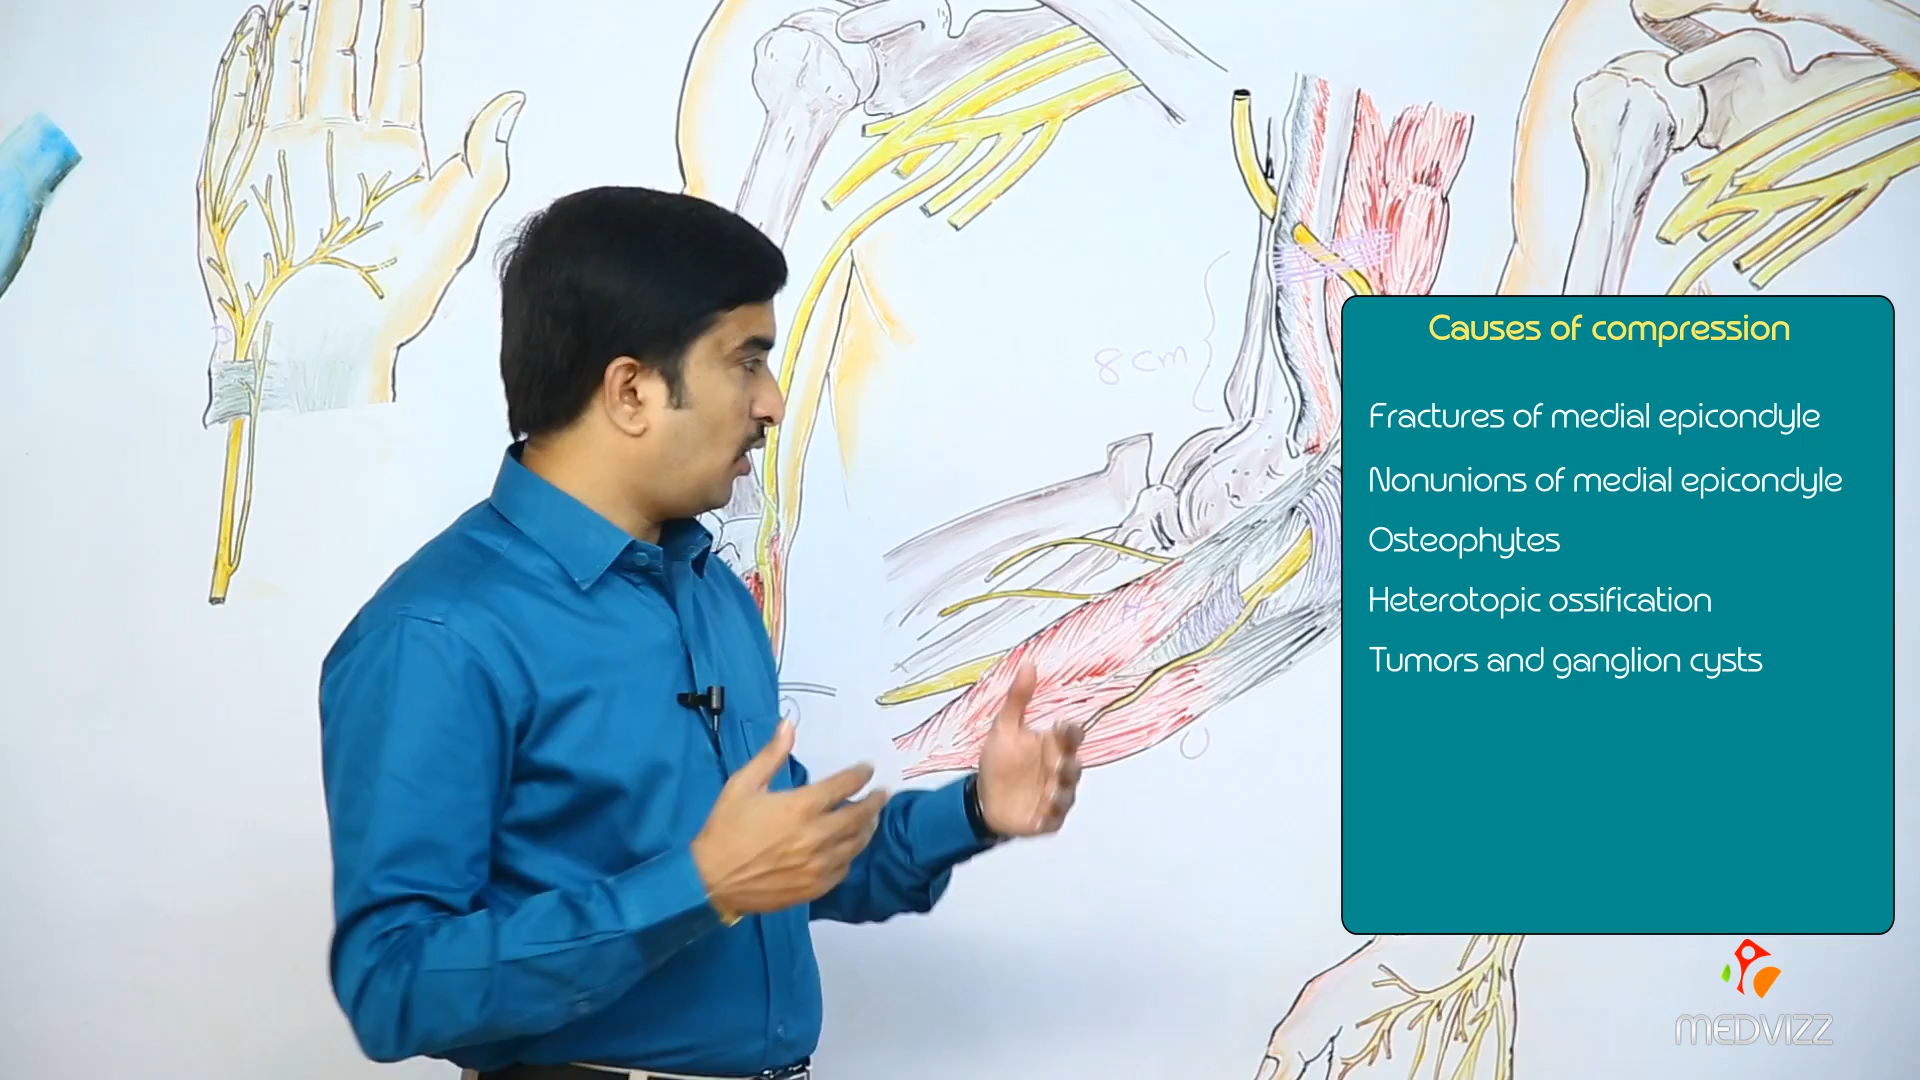 8 cm
Causes of compression
Fractures of medial epicondyle
Nonunions of medial epicondyle
Osteophytes
Heterotopic ossification
Tumors and ganglion cysts
MEDVIZZ